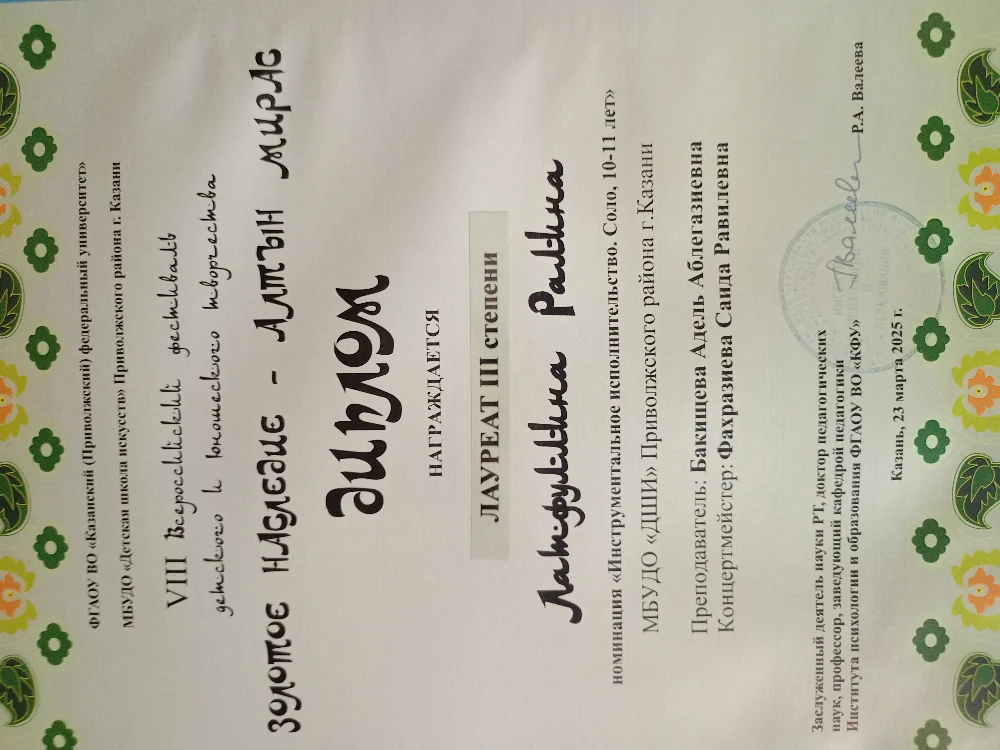 ФГАОУ ВО «Казанский (Приволжский) федеральный университет»
МБУДО «Детская школа искусств» Приволжского района г. Казани
VIII Всероссийский фестиваль
детского и юношеского творчества
ЗОЛОТОЕ НАСЛЕДИЕ - АЛТЫН МИРАС
ДИПЛОМ
НАГРАЖДАЕТСЯ
ЛАУРЕАТ III степени
Латфуллина Ралина
номинация «Инструментальное исполнительство. Соло, 10-11 лет»
МБУДО «ДШИ» Приволжского района г.Казани
Преподаватель: Бакищева Адель Аблегазиевна
Концертмейстер: Фахразиева Саида Равилевна
Заслуженный деятель науки РТ, доктор педагогических
наук, профессор, заведующий кафедрой педагогики
Института психологии и образования ФГАОУ ВО «КФУ» Р.А. Валеева
Казань, 23 марта 2025 г.